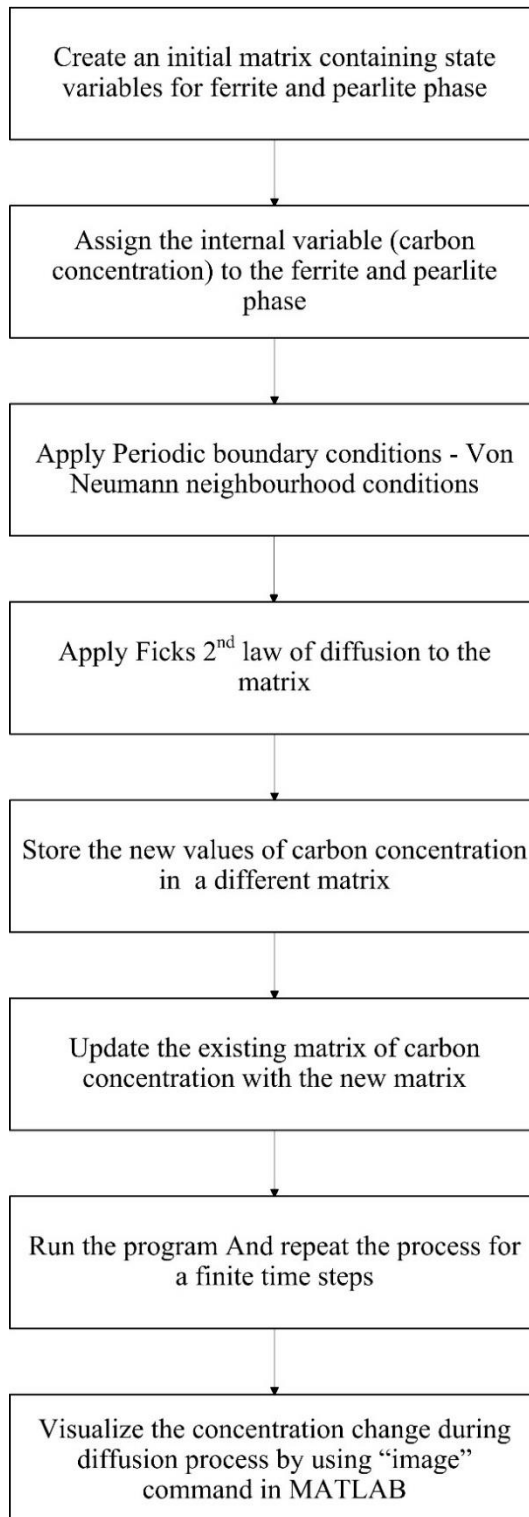 Create an initial matrix containing state
variables for ferrite and pearlite phase
Assign the internal variable (carbon
concentration) to the ferrite and pearlite
phase
Apply Periodic boundary conditions - Von
Neumann neighbourhood conditions
Apply Ficks 2nd law of diffusion to the
matrix
Store the new values of carbon concentration
in a different matrix
Update the existing matrix of carbon
concentration with the new matrix
Run the program And repeat the process for
a finite time steps
Visualize the concentration change during
diffusion process by using “image”
command in MATLAB